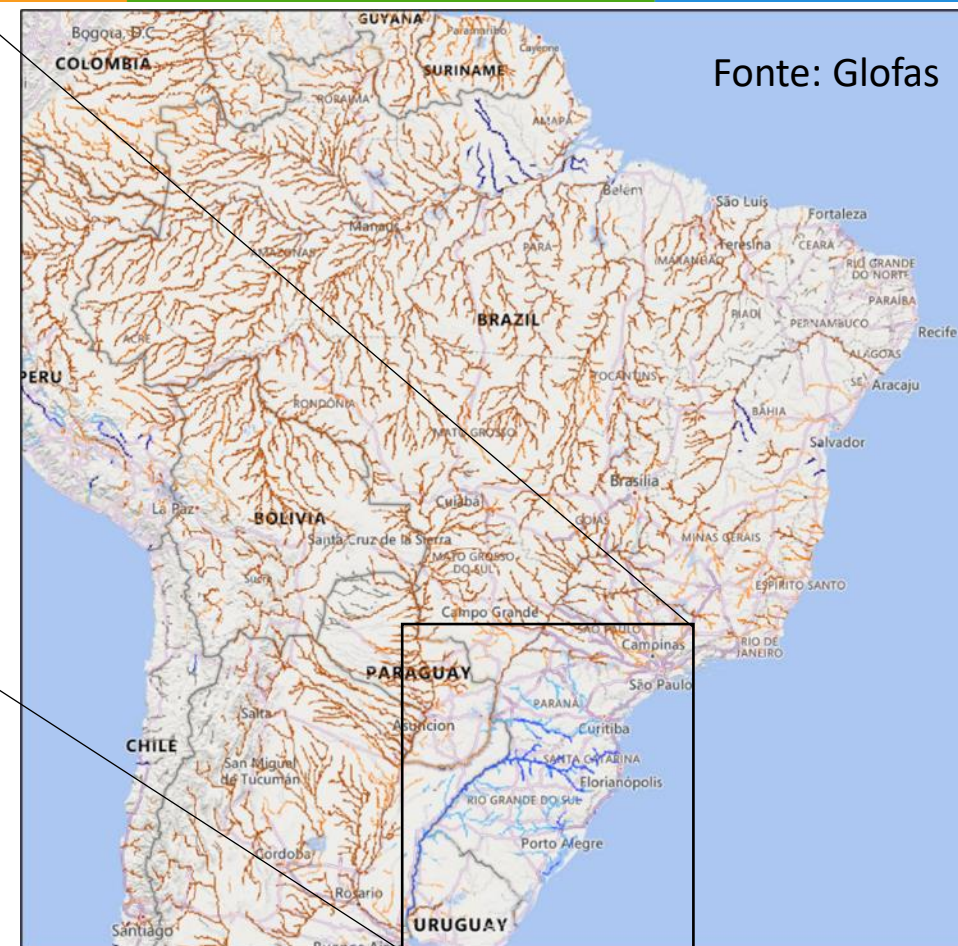 GUYANA
Paramaribo
Bogota, D.C.
Cayenne
COLOMBIA
SURINAME
Fonte: Glofas
RORAIMA
AMAPÁ
Belém
São Luís
Fortaleza
Manaus
AMAZONAS
PARÁ
MARANHÃO
Teresina
CEARÁ
RIO GRANDE
DO NORTE
PARAÍBA
BRAZIL
PIAUÍ
PERNAMBUCO
Recife
ACRE
ALAGOAS
PERU
TOCANTINS
SE
Aracaju
RONDÔNIA
BAHIA
MATO GROSSO
Salvador
Brasília
Cuiabá
La Paz
BOLIVIA
GOIÁS
Santa Cruz de la Sierra
MINAS GERAIS
MATO GROSSO
DO SUL
Sucre
ESPÍRITO SANTO
Campo Grande
SÃO PAULO
Campinas
RIO DE
JANEIRO
PARAGUAY
São Paulo
PARANÁ
Salta
Asuncion
Curitiba
CHILE
SANTA CATARINA
San Miguel
de Tucumán
Florianópolis
RIO GRANDE DO SUL
Porto Alegre
Córdoba
Rosario
Santiago
URUGUAY